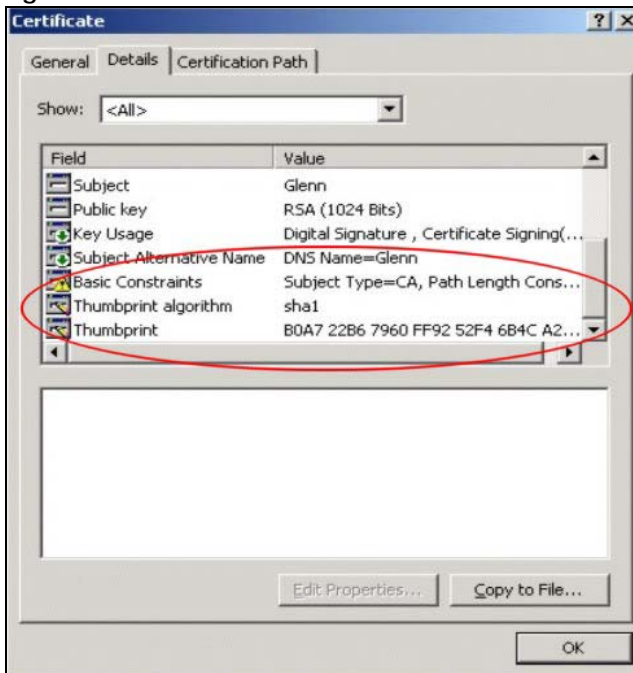 Certificate
General Details Certification Path
Show: <All>
Field Value
Subject Glenn
Public key RSA (1024 Bits)
Key Usage Digital Signature , Certificate Signing(...
Subject Alternative Name DNS Name=Glenn
Basic Constraints Subject Type=CA, Path Length Cons...
Thumbprint algorithm sha1
Thumbprint B0A7 22B6 7960 FF92 52F4 6B4C A2...
Edit Properties... Copy to File...
OK